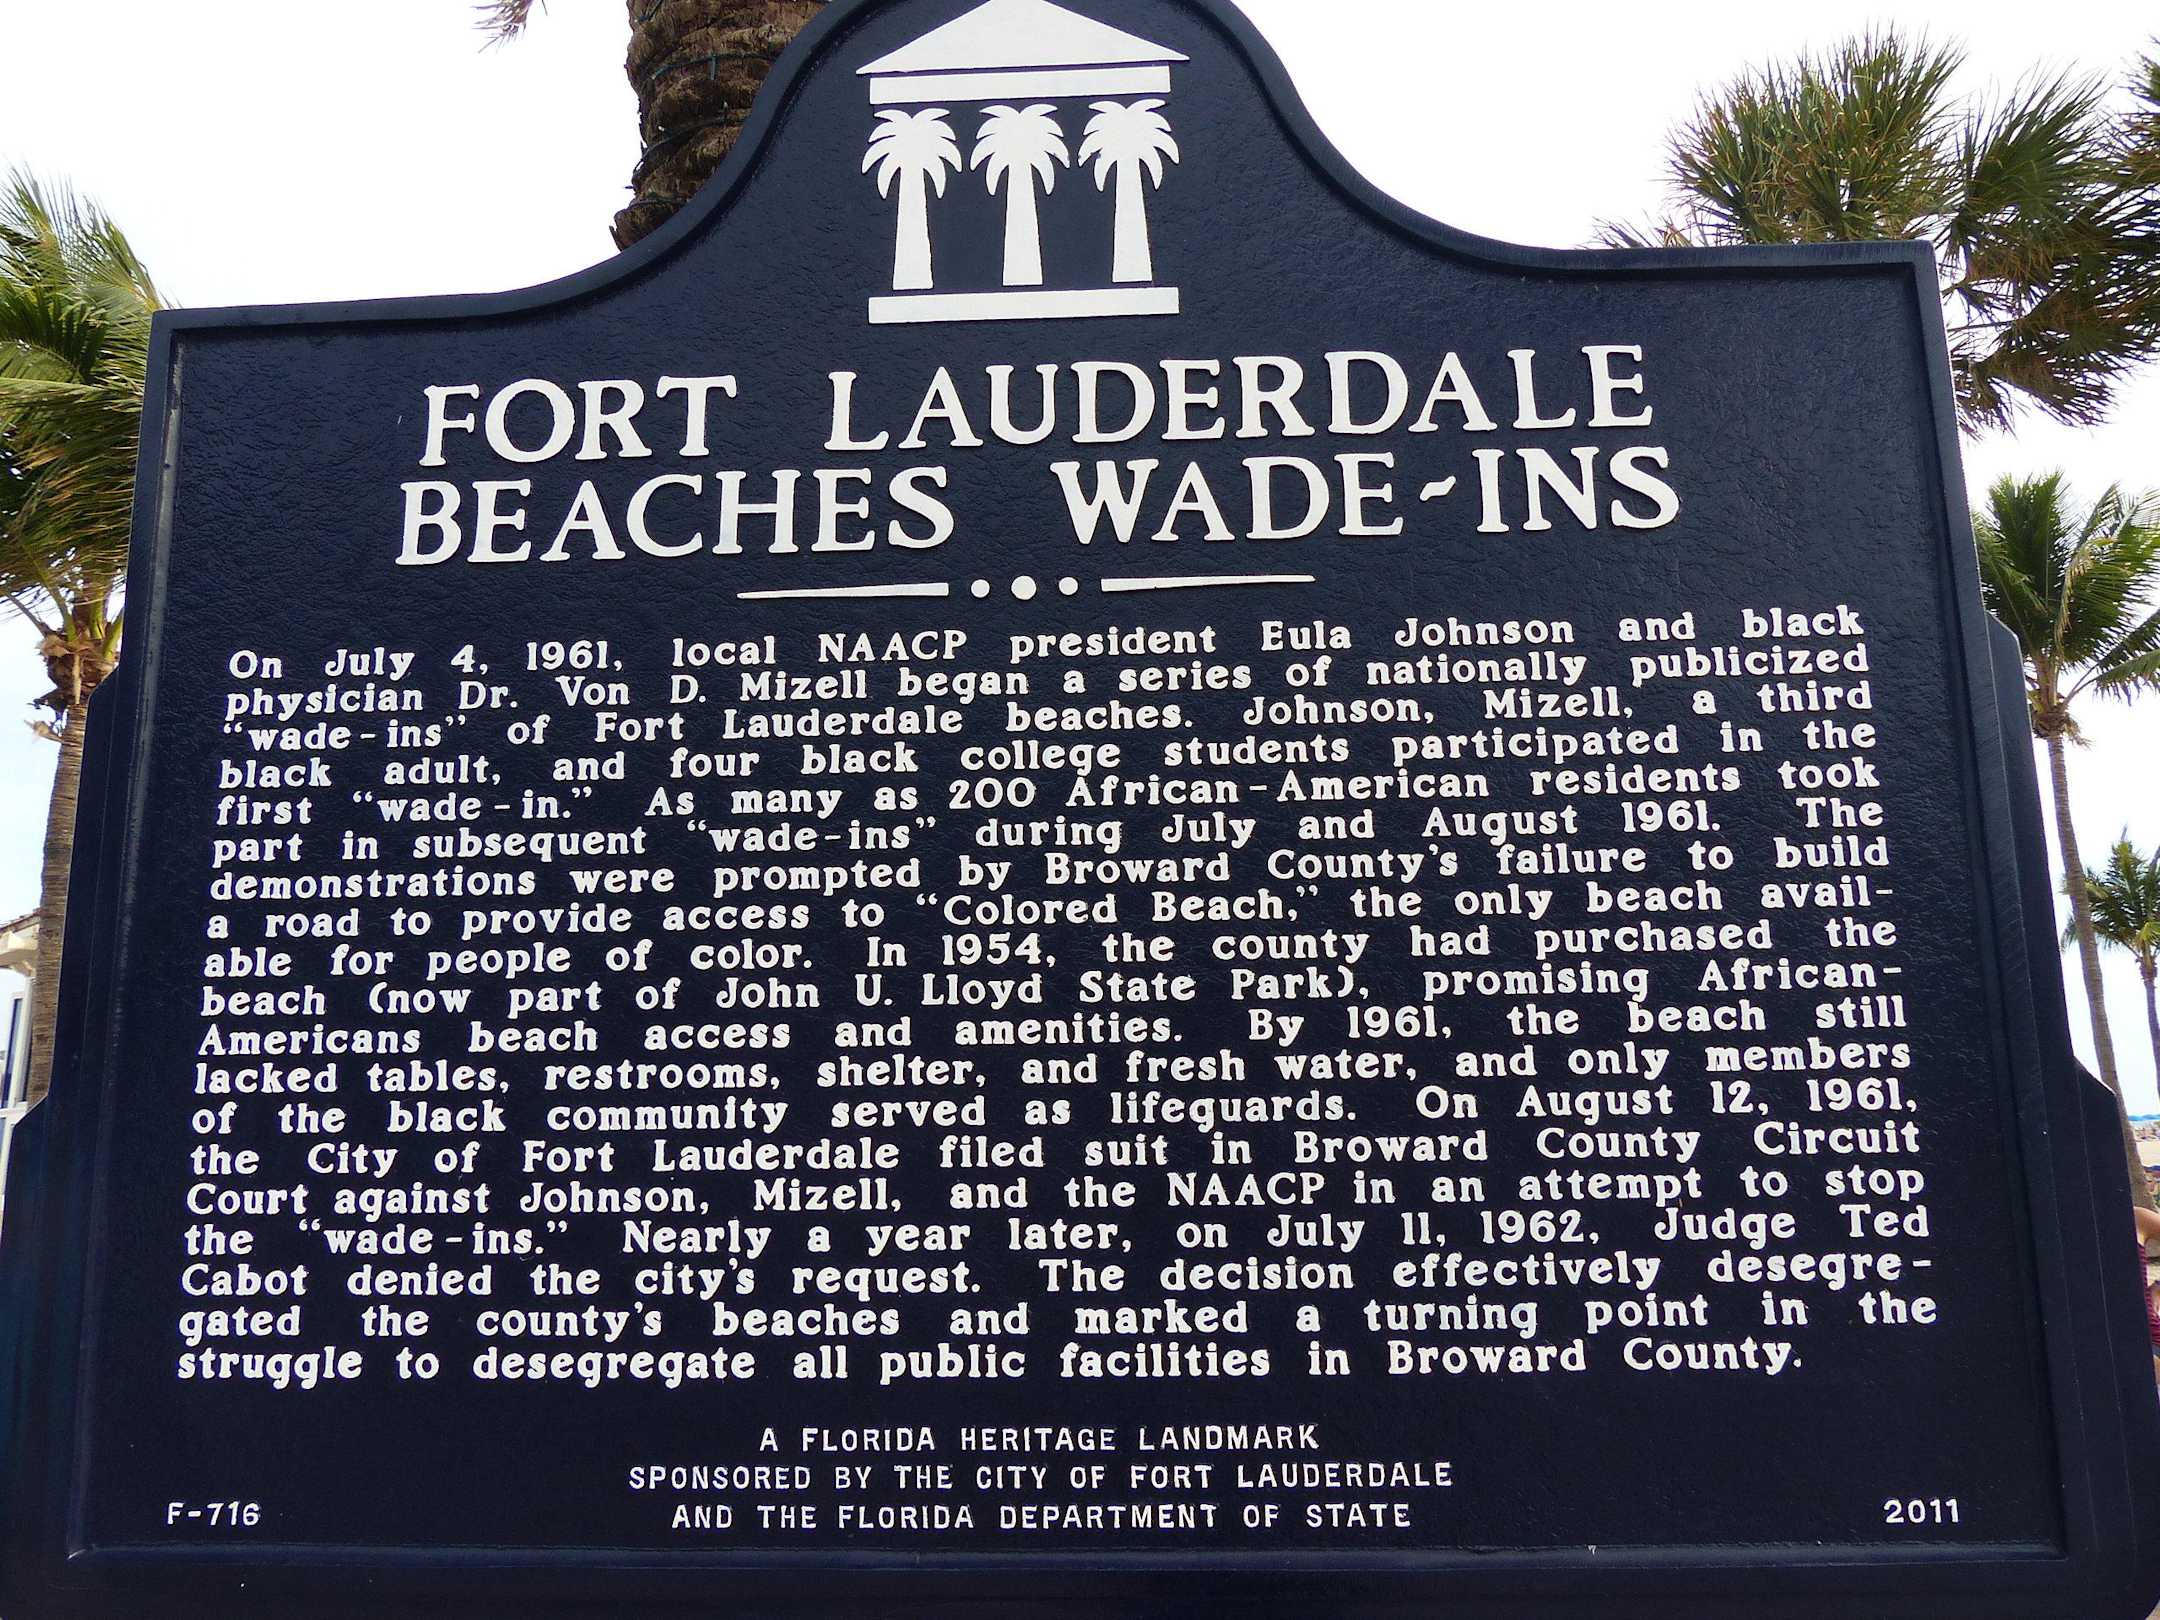 FORT LAUDERDALE
BEACHES WADE-INS
On July 4, 1961, local NAACP president Eula Johnson and black
physician Dr. Von D. Mizell began a series of nationally publicized
“wade-ins” of Fort Lauderdale beaches. Johnson, Mizell, a third
black adult, and four black college students participated in the
first “wade-in.” As many as 200 African-American residents took
part in subsequent “wade-ins” during July and August 1961. The
demonstrations were prompted by Broward County’s failure to build
a road to provide access to “Colored Beach,” the only beach avail-
able for people of color. In 1954, the county had purchased the
beach (now part of John U. Lloyd State Park), promising African-
Americans beach access and amenities. By 1961, the beach still
lacked tables, restrooms, shelter, and fresh water, and only members
of the black community served as lifeguards. On August 12, 1961,
the City of Fort Lauderdale filed suit in Broward County Circuit
Court against Johnson, Mizell, and the NAACP in an attempt to stop
the “wade-ins.” Nearly a year later, on July 11, 1962, Judge Ted
Cabot denied the city’s request. The decision effectively desegre-
gated the county’s beaches and marked a turning point in the
struggle to desegregate all public facilities in Broward County.
A FLORIDA HERITAGE LANDMARK
SPONSORED BY THE CITY OF FORT LAUDERDALE
AND THE FLORIDA DEPARTMENT OF STATE
F-716
2011